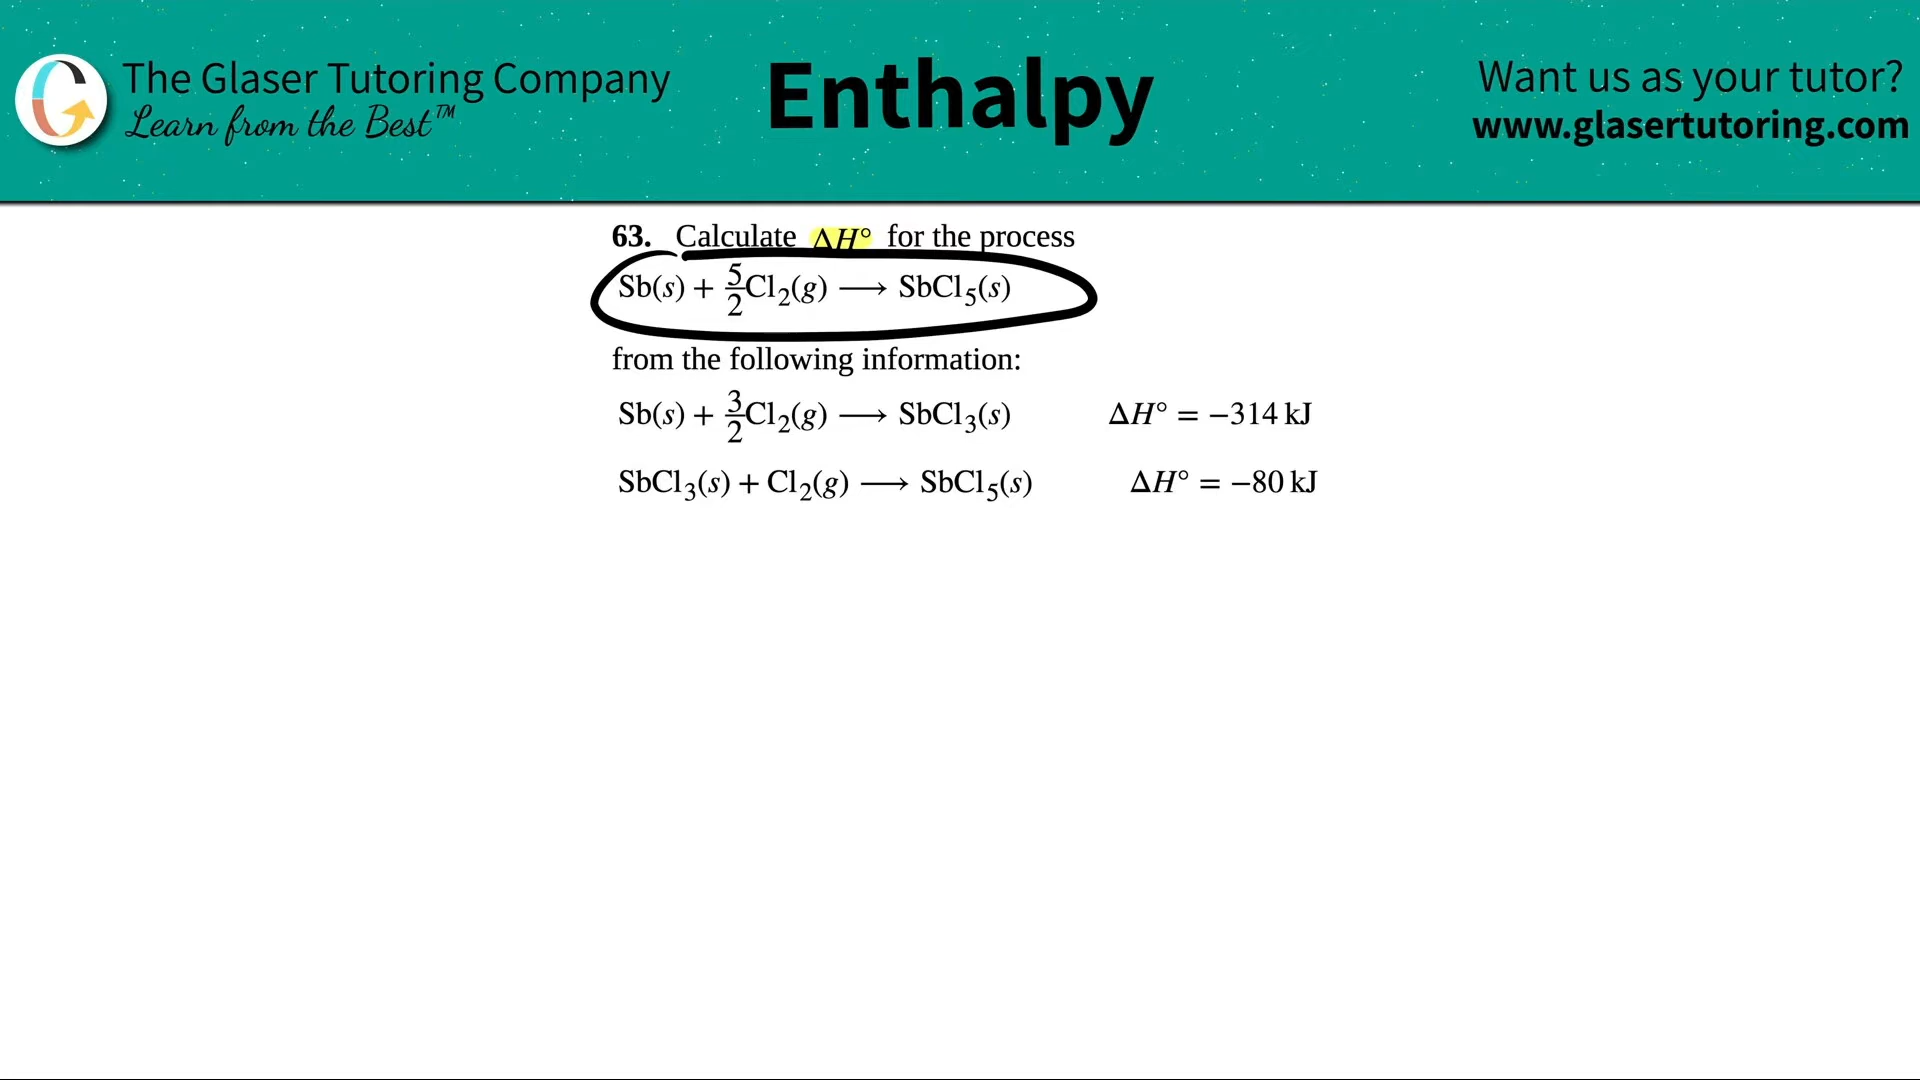 The Glaser Tutoring Company
Learn from the Best™
Enthalpy
Want us as your tutor?
www.glasertutoring.com
63. Calculate ΔH° for the process
Sb(s) + 5/2Cl₂(g) ⟶ SbCl₅(s)
from the following information:
Sb(s) + 3/2Cl₂(g) ⟶ SbCl₃(s) ΔH° = −314 kJ
SbCl₃(s) + Cl₂(g) ⟶ SbCl₅(s) ΔH° = −80 kJ